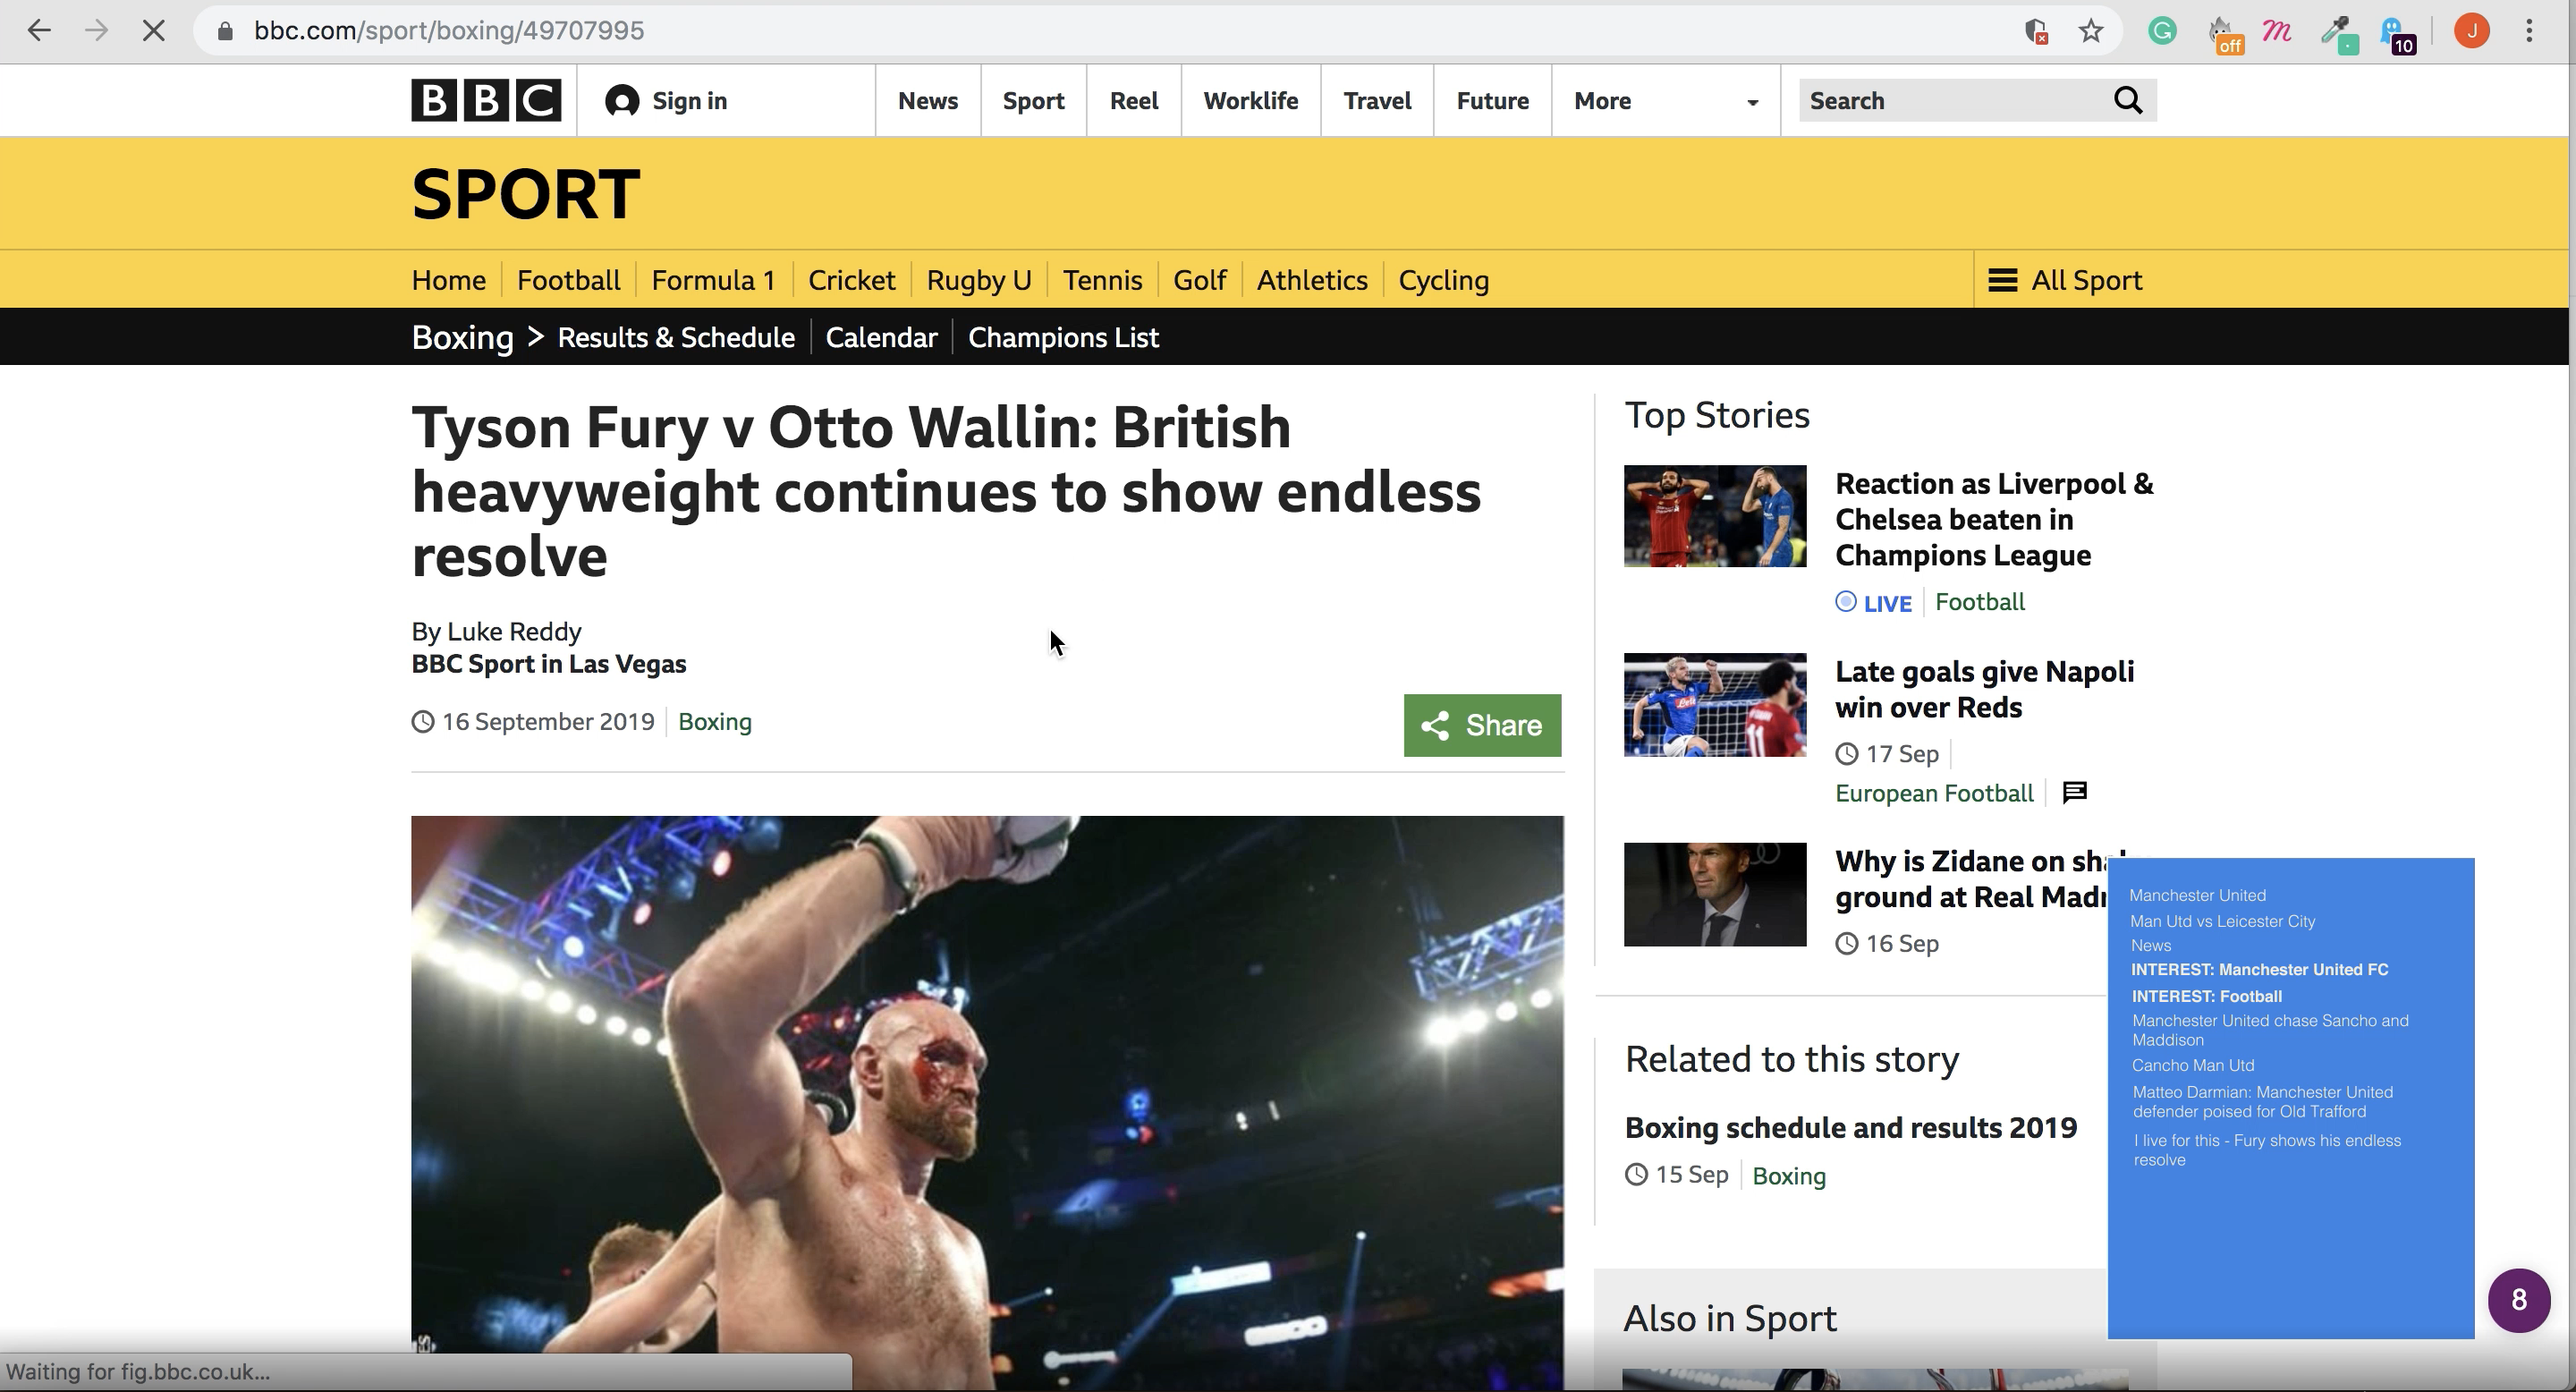 bbc.com/sport/boxing/49707995
off
10
J
BBC
Sign in
News
Sport
Reel
Worklife
Travel
Future
More
Search
SPORT
Home
Football
Formula 1
Cricket
Rugby U
Tennis
Golf
Athletics
Cycling
All Sport
Boxing > Results & Schedule
Calendar
Champions List
Tyson Fury v Otto Wallin: British
heavyweight continues to show endless
resolve
By Luke Reddy
BBC Sport in Las Vegas
16 September 2019
Boxing
Share
Top Stories
Reaction as Liverpool &
Chelsea beaten in
Champions League
LIVE
Football
Late goals give Napoli
win over Reds
17 Sep
European Football
Why is Zidane on
ground at Real
16 Sep
Related to this story
Boxing schedule and results 2019
15 Sep
Boxing
Also in Sport
Manchester United
Man Utd vs Leicester City
News
INTEREST: Manchester United FC
INTEREST: Football
Manchester United chase Sancho and
Maddison
Cancho Man Utd
Matteo Darmian: Manchester United
defender poised for Old Trafford
I live for this - Fury shows his endless
resolve
8
Waiting for fig.bbc.co.uk...